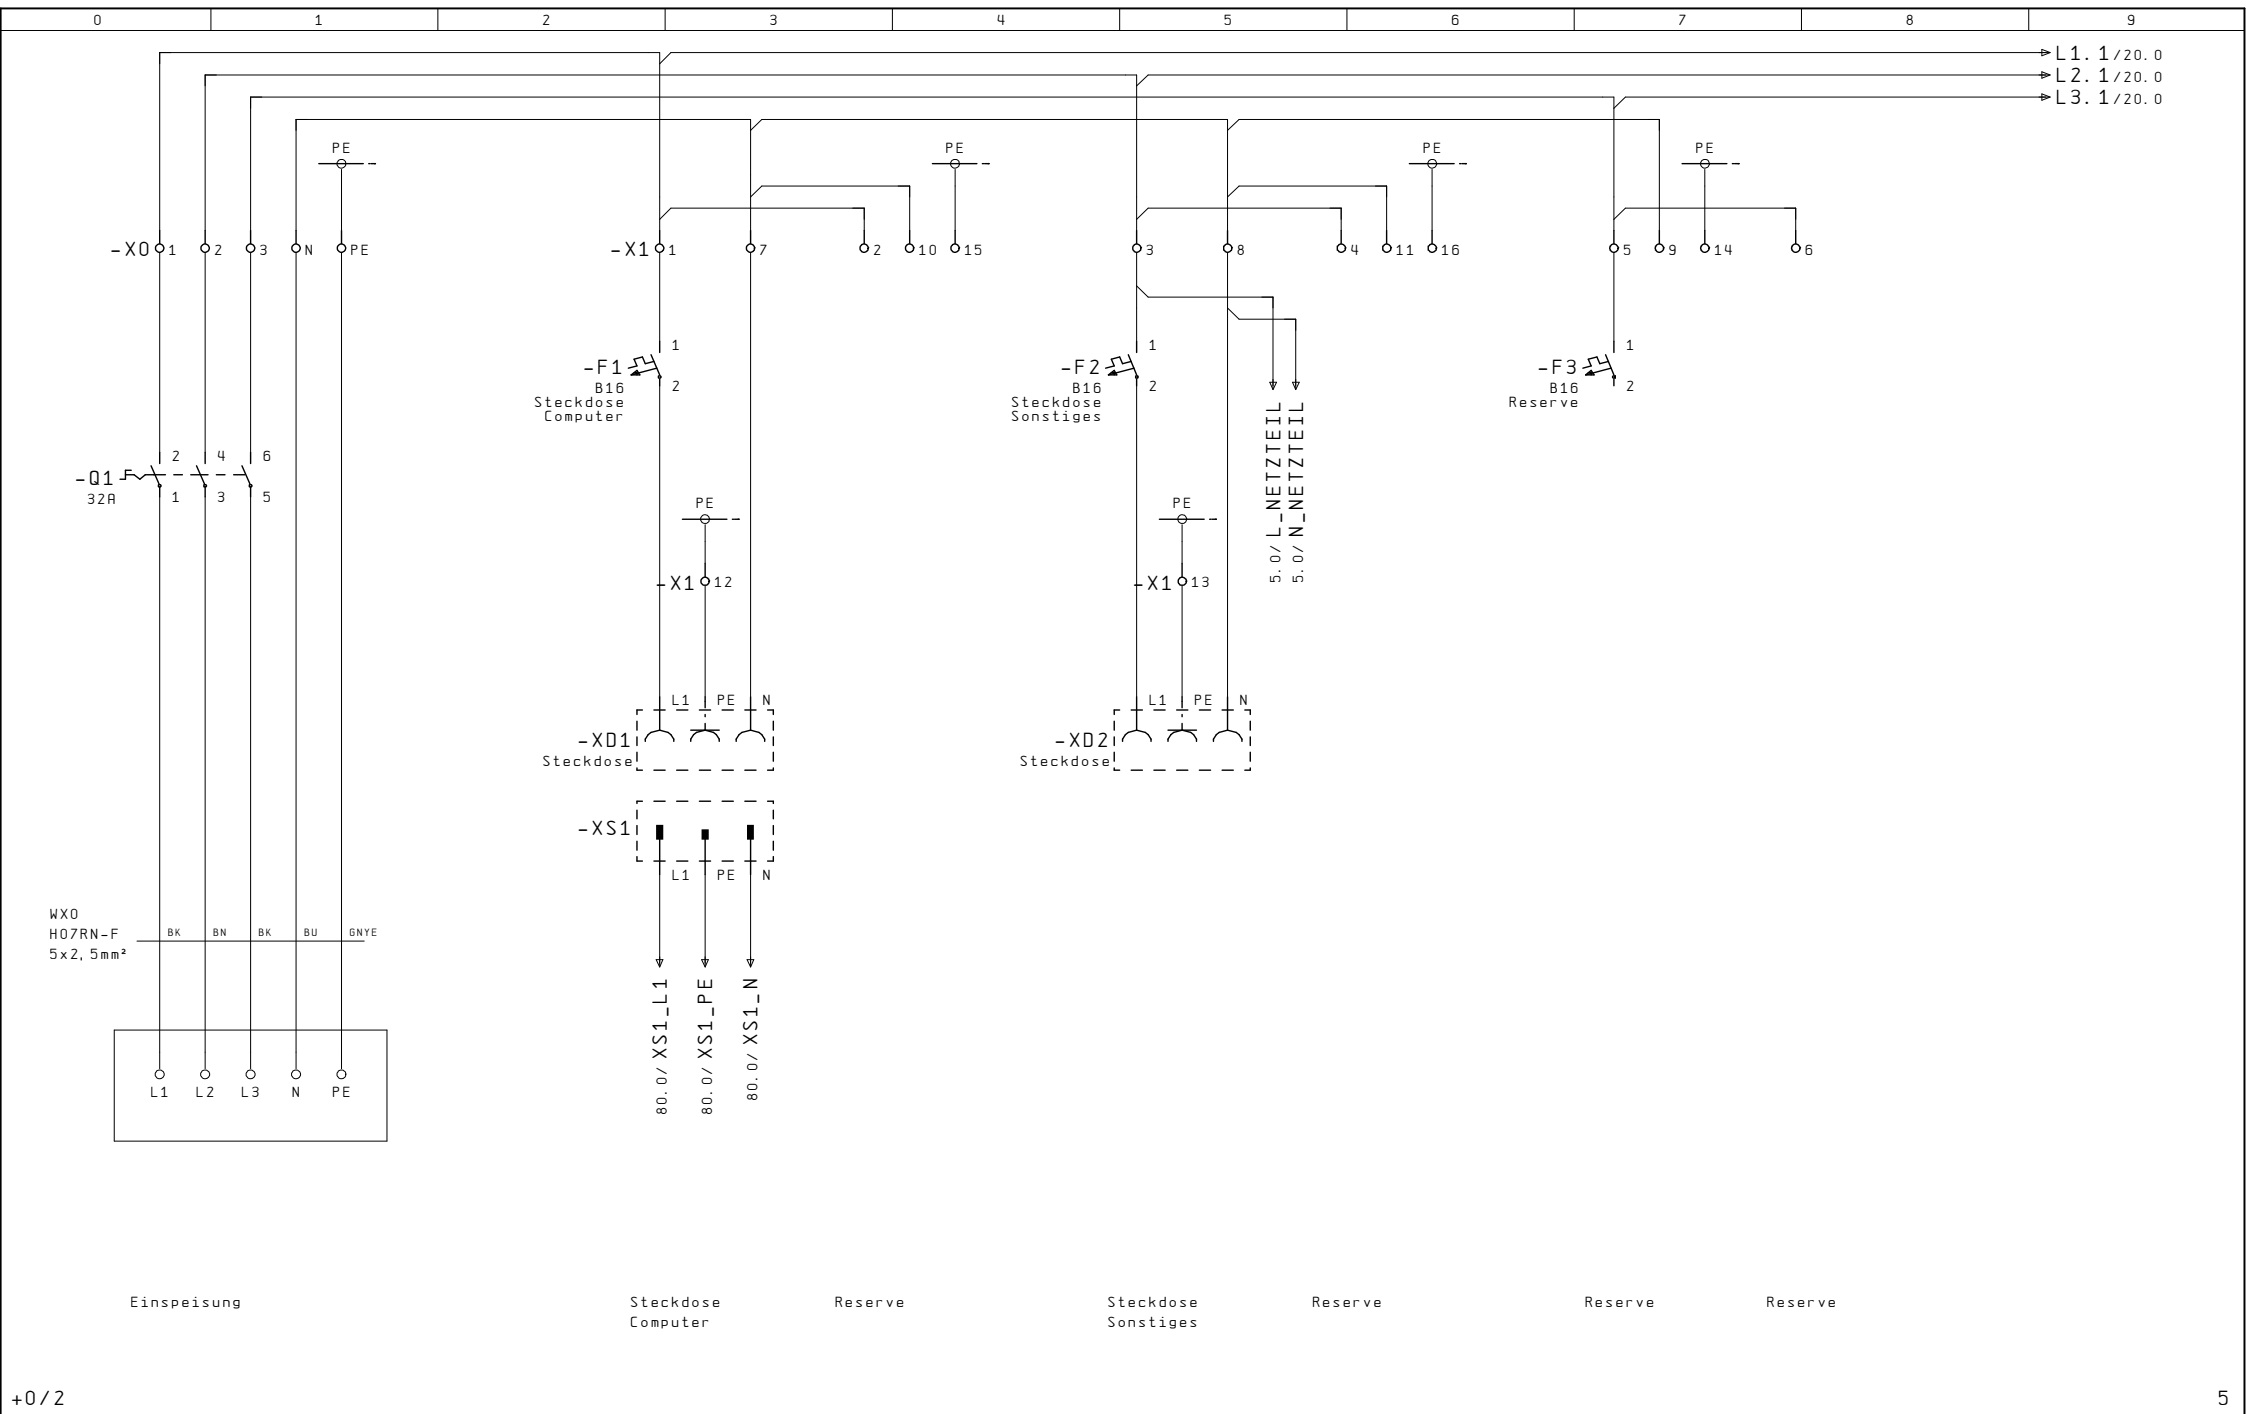 0 1 2 3 4 5 6 7 8 9
L1.1/20.0
L2.1/20.0
L3.1/20.0
PE PE PE PE
-X0 1 2 3 N PE -X1 1 7 2 10 15 3 8 4 11 16 5 9 14 6
1 1 1
-F1 -F2 -F3
2 2 2
B16 B16 B16
Steckdose Steckdose Reserve
Computer Sonstiges
2 4 6
-Q1
32A 1 3 5
5.0/L_NETZTEIL
5.0/N_NETZTEIL
PE PE
-X1 12 -X1 13
L1 PE N L1 PE N
-XD1 -XD2
Steckdose Steckdose
-XS1
L1 PE N
WX0
H07RN-F BK BN BK BU GNYE
5x2,5mm²
80.0/XS1_L1
80.0/XS1_PE
80.0/XS1_N
L1 L2 L3 N PE
Einspeisung Steckdose Reserve Steckdose Reserve Reserve Reserve
Computer Sonstiges
+0/2 5